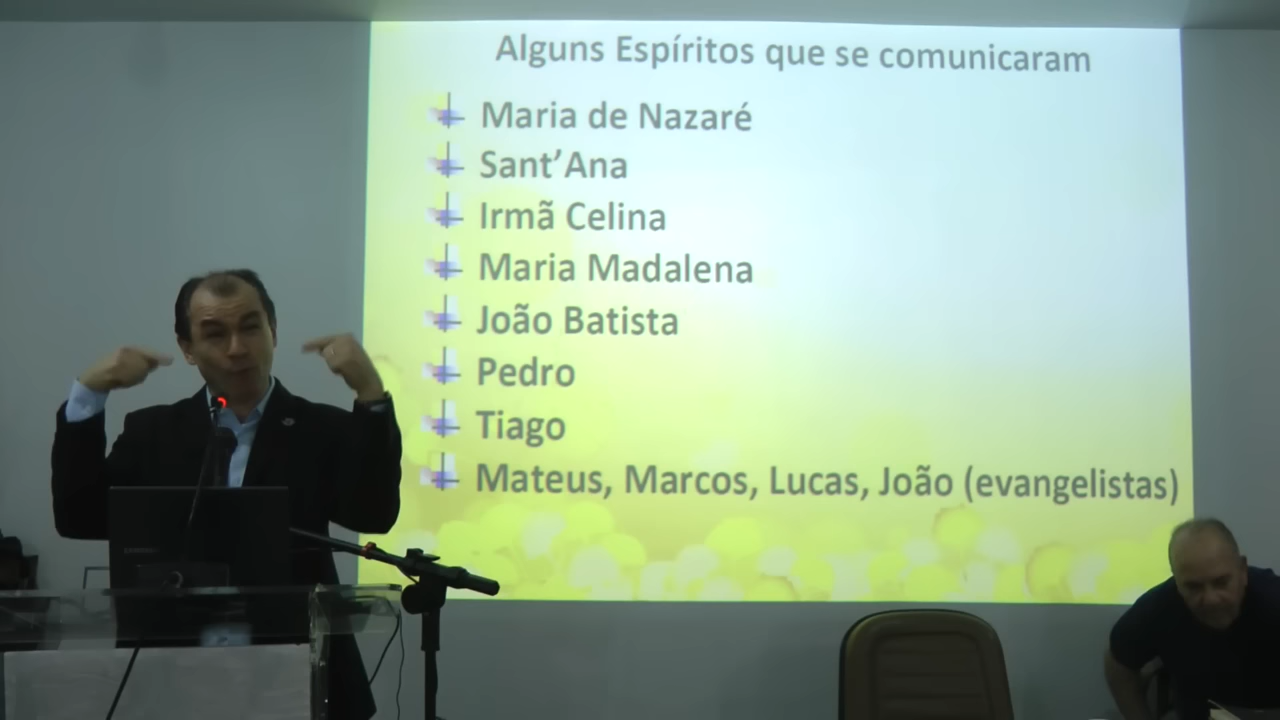 Alguns Espíritos que se comunicaram
Maria de Nazaré
Sant’Ana
Irmã Celina
Maria Madalena
João Batista
Pedro
Tiago
Mateus, Marcos, Lucas, João (evangelistas)